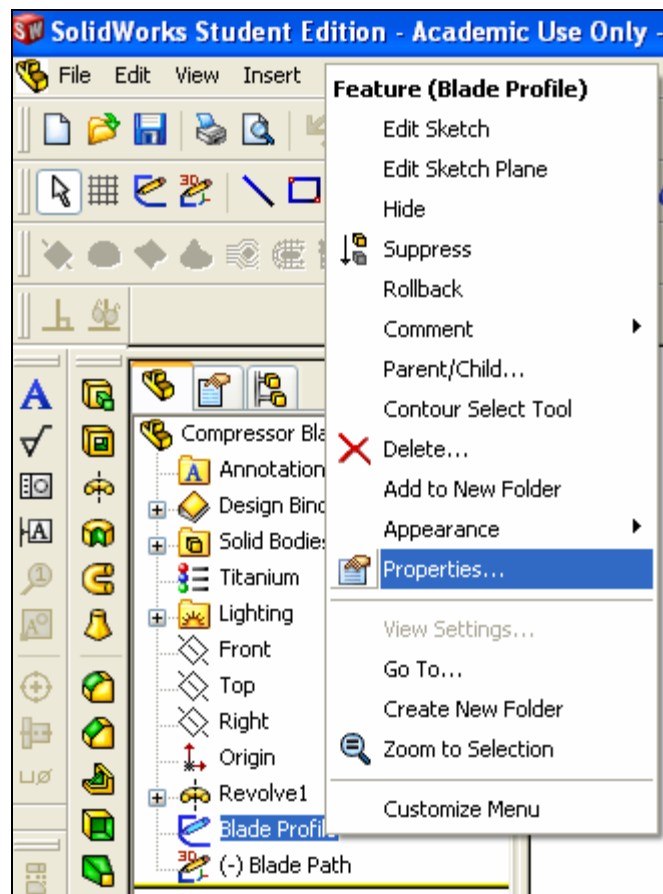 SolidWorks Student Edition - Academic Use Only -
File Edit View Insert
Feature (Blade Profile)
Edit Sketch
Edit Sketch Plane
Hide
Suppress
Rollback
Comment
Parent/Child...
Contour Select Tool
Delete...
Add to New Folder
Appearance
Properties...
View Settings...
Go To...
Create New Folder
Zoom to Selection
Customize Menu
Compressor Bla
Annotation
Design Bind
Solid Bodies
Titanium
Lighting
Front
Top
Right
Origin
Revolve1
Blade Profile
(-) Blade Path